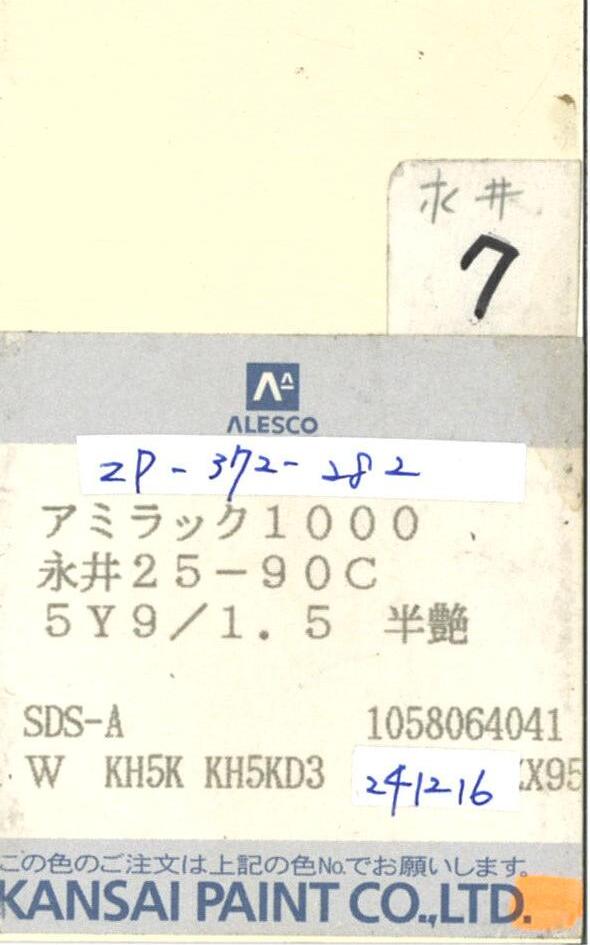 永井
7
ALESCO
ZP-372-282
アミラック1000
永井25-90C
5Y9/1.5 半艶
SDS-A 1058064041
W KH5K KH5KD3 241216 X95
この色のご注文は上記の色No.でお願いします。
KANSAI PAINT CO.,LTD.